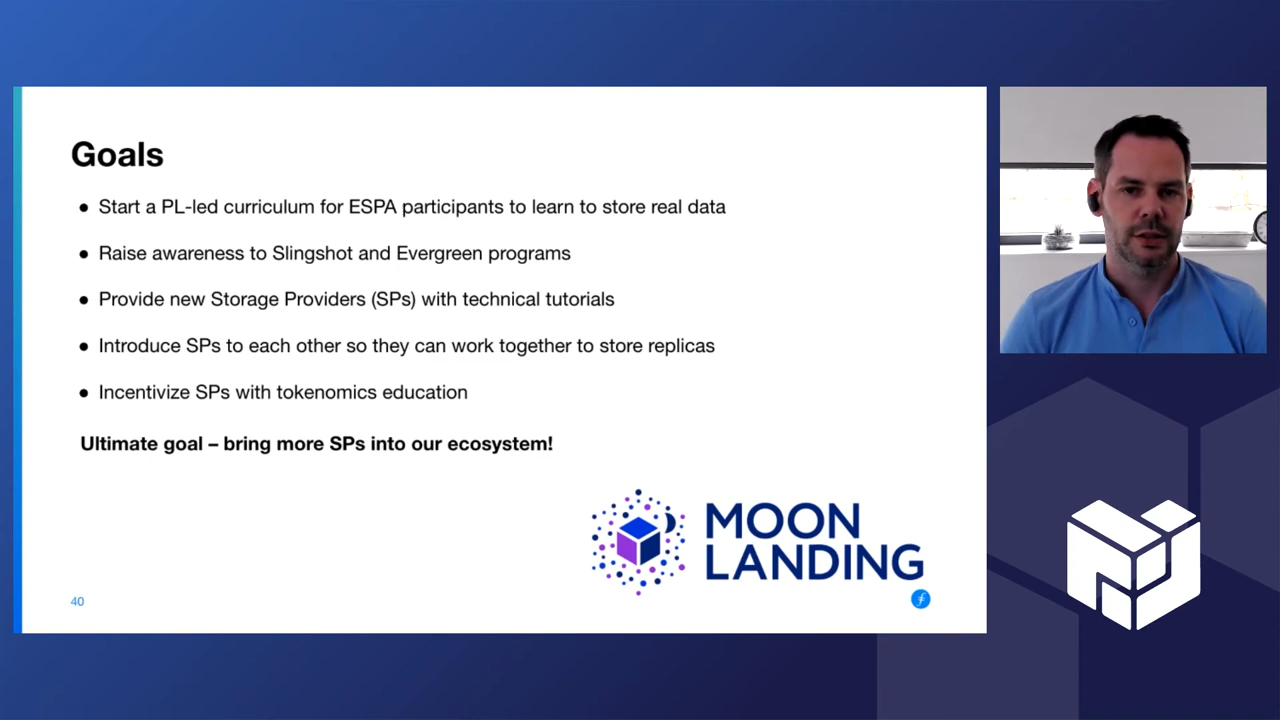 Goals
● Start a PL-led curriculum for ESPA participants to learn to store real data
● Raise awareness to Slingshot and Evergreen programs
● Provide new Storage Providers (SPs) with technical tutorials
● Introduce SPs to each other so they can work together to store replicas
● Incentivize SPs with tokenomics education
Ultimate goal – bring more SPs into our ecosystem!
MOON
LANDING
40